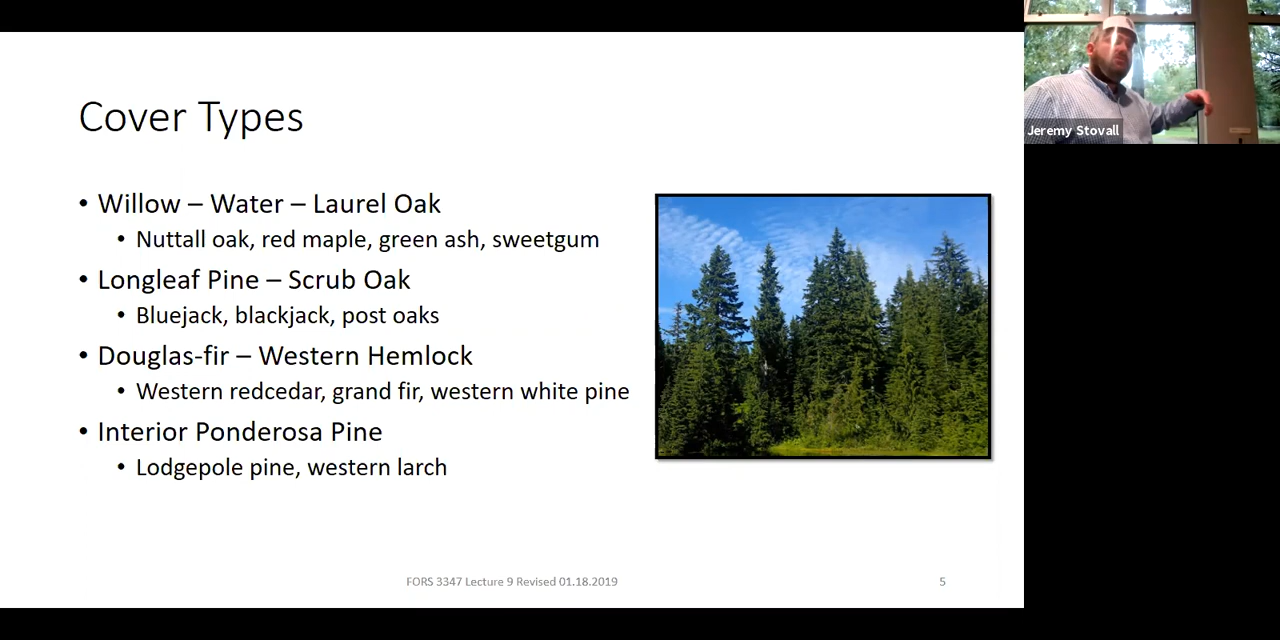 Cover Types
• Willow – Water – Laurel Oak
• Nuttall oak, red maple, green ash, sweetgum
• Longleaf Pine – Scrub Oak
• Bluejack, blackjack, post oaks
• Douglas-fir – Western Hemlock
• Western redcedar, grand fir, western white pine
• Interior Ponderosa Pine
• Lodgepole pine, western larch
FORS 3347 Lecture 9 Revised 01.18.2019
5
Jeremy Stovall